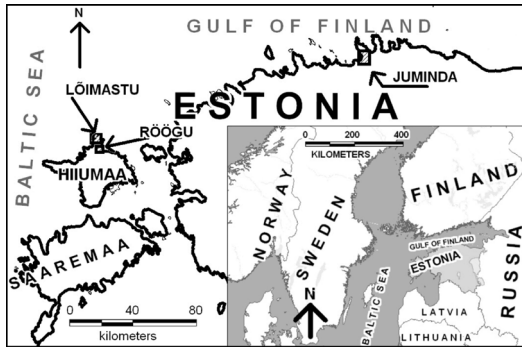 N
GULF OF FINLAND
BALTIC SEA
LÕIMASTU
JUMINDA
ESTONIA
RÖÖGU
HIIUMAA
SAAREMAA
0 40 80
kilometers
0 200 400
KILOMETERS
NORWAY
SWEDEN
FINLAND
N
GULF OF FINLAND
ESTONIA
BALTIC SEA
RUSSIA
LATVIA
LITHUANIA